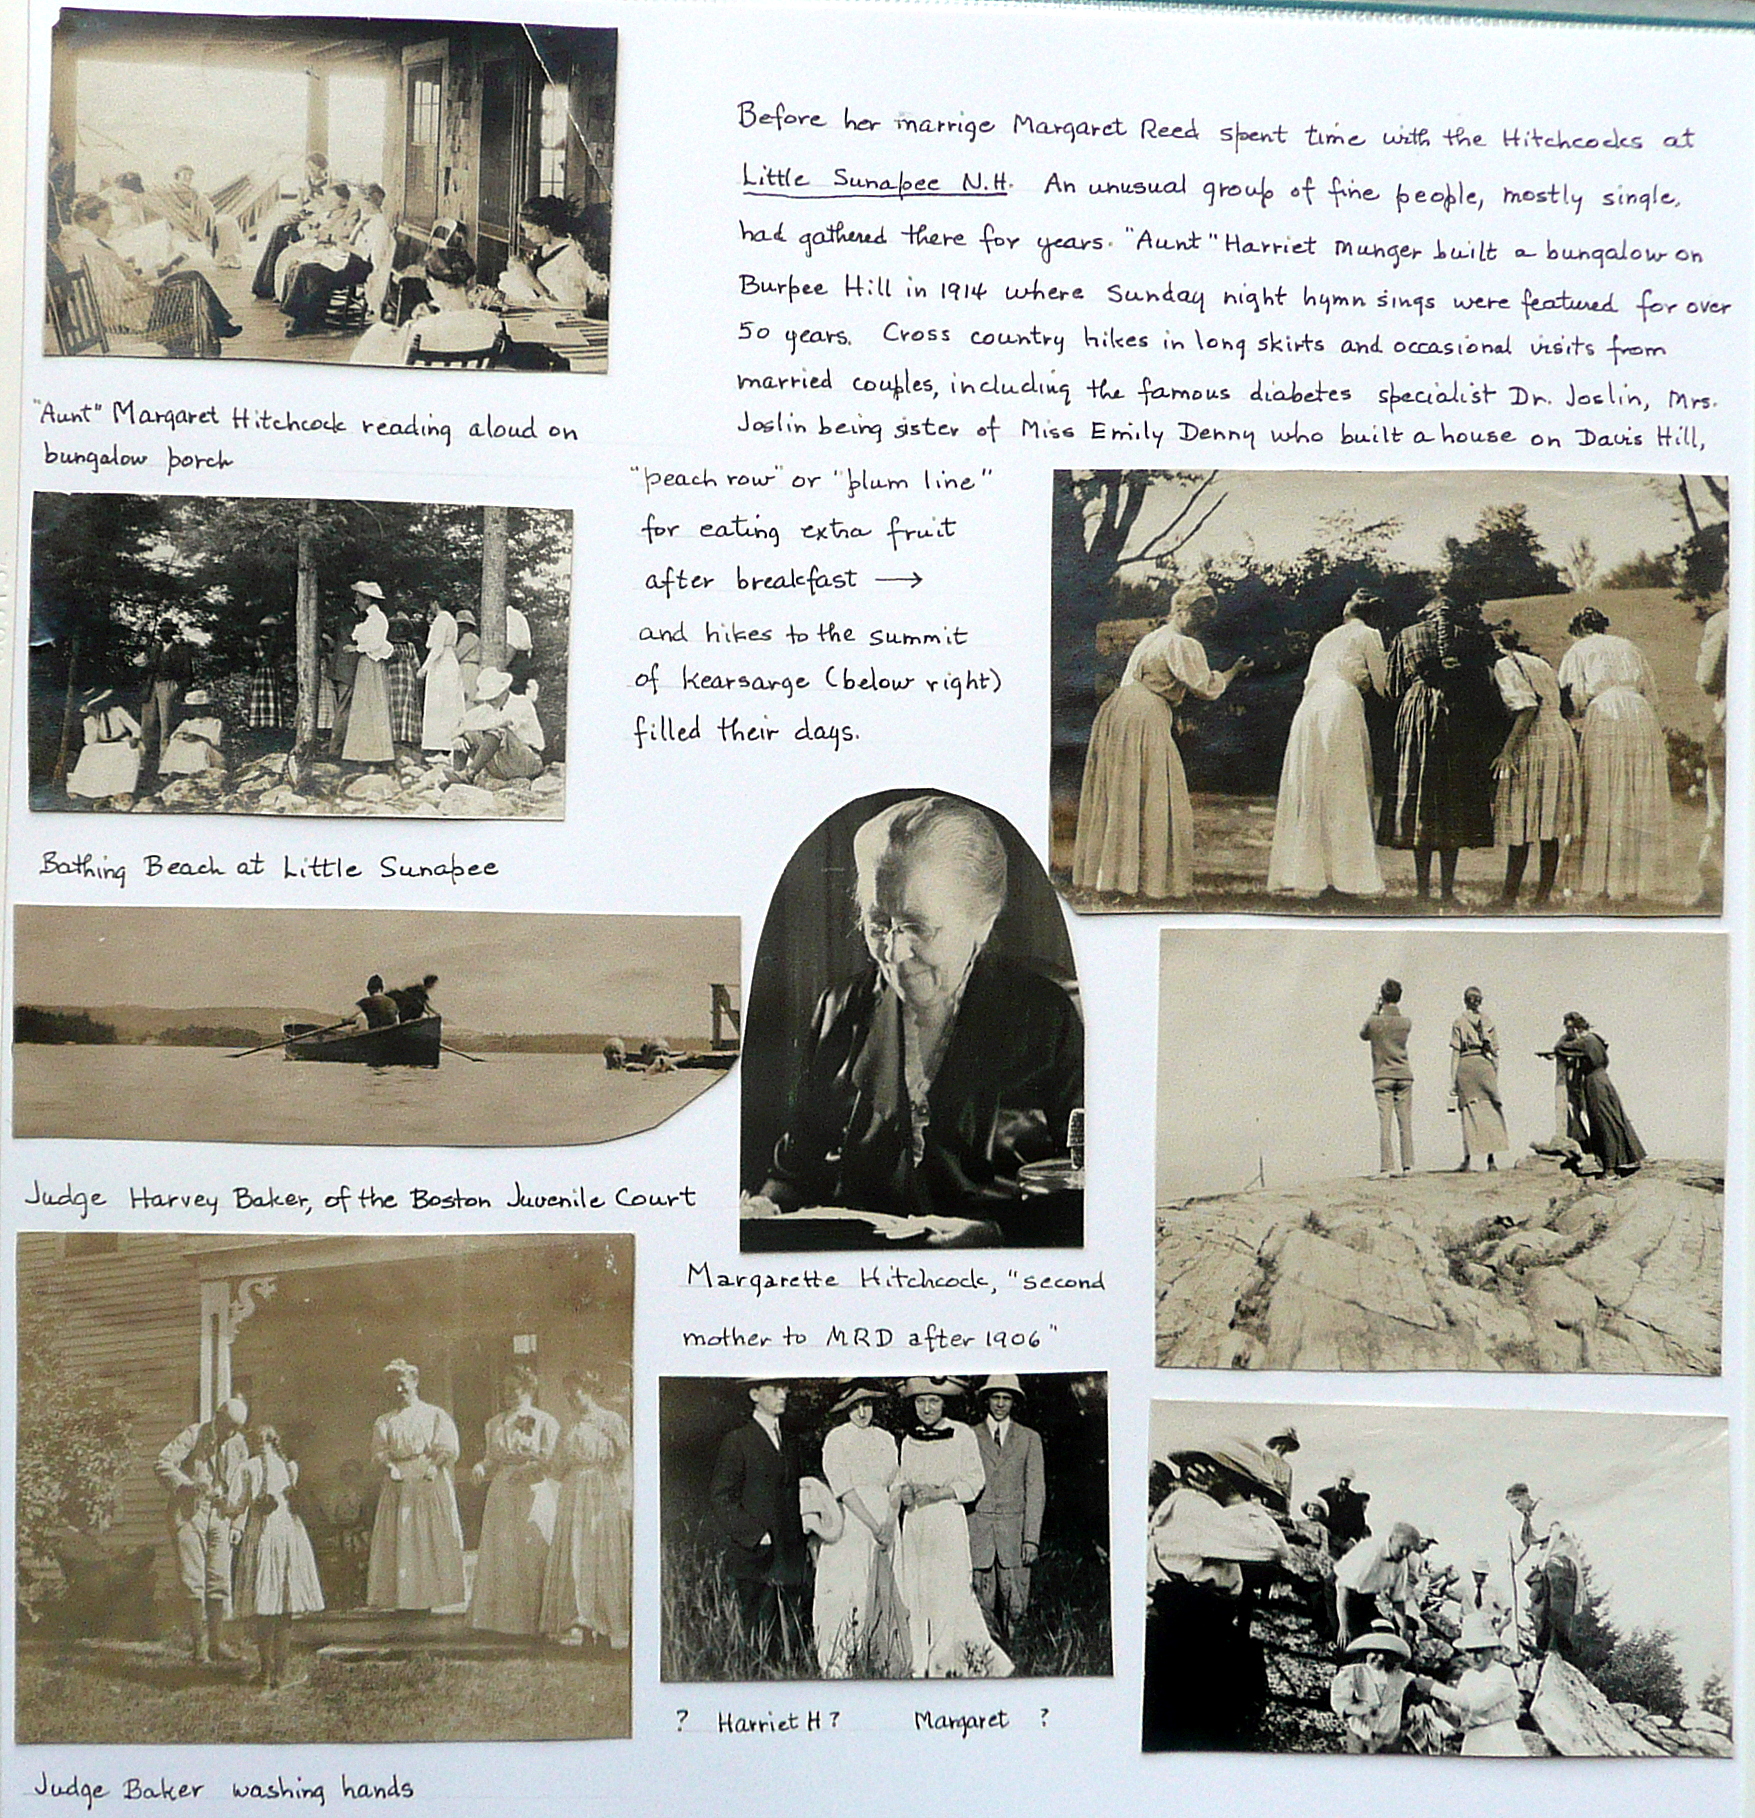 Before her marrige Margaret Reed spent time with the Hitchcocks at
Little Sunapee N.H. An unusual group of fine people, mostly single,
had gathered there for years. "Aunt" Harriet Munger built a bungalow on
Burpee Hill in 1914 where Sunday night hymn sings were featured for over
50 years. Cross country hikes in long skirts and occasional visits from
married couples, including the famous diabetes specialist Dr. Joslin, Mrs.
Joslin being sister of Miss Emily Denny who built a house on Davis Hill,
"peach row" or "plum line"
for eating extra fruit
after breakfast →
and hikes to the summit
of Kearsarge (below right)
filled their days.
"Aunt" Margaret Hitchcock reading aloud on
bungalow porch
Bathing Beach at Little Sunapee
Judge Harvey Baker, of the Boston Juvenile Court
Margarette Hitchcock, "second
mother to MRD after 1906"
? Harriet H? Margaret ?
Judge Baker washing hands